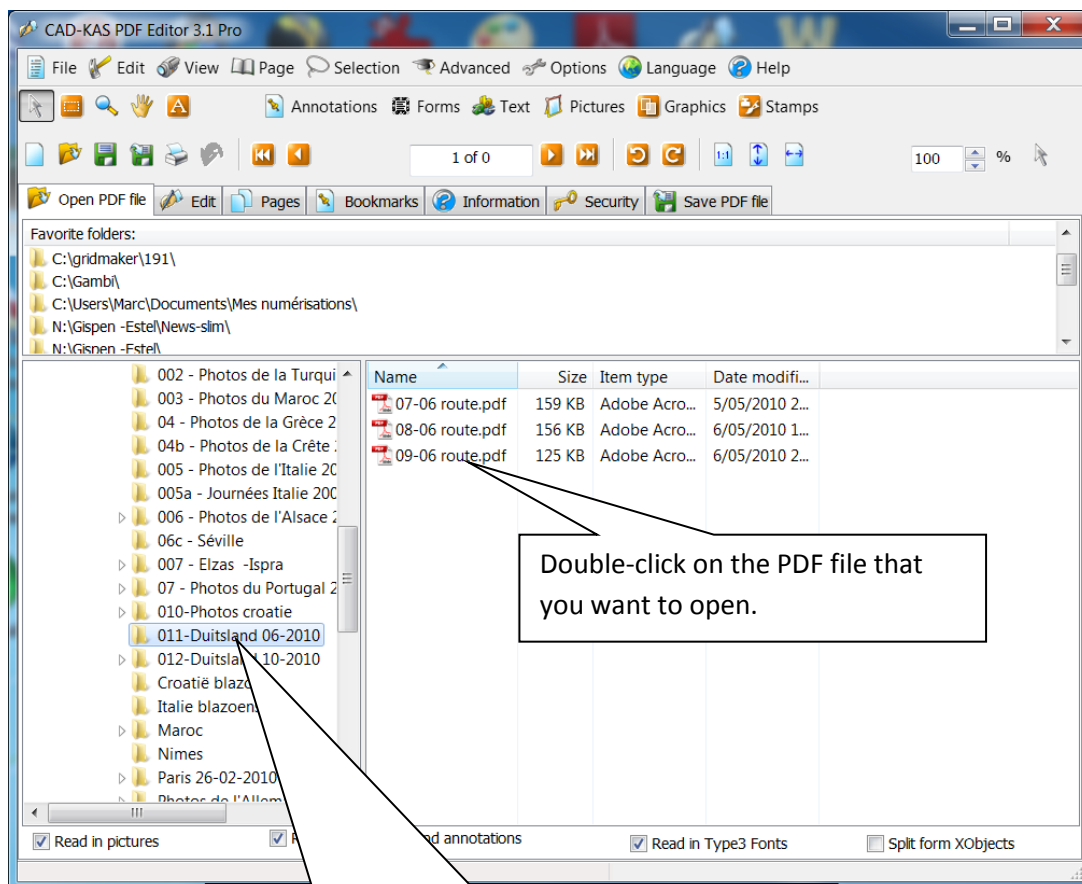 CAD-KAS PDF Editor 3.1 Pro
File Edit View Page Selection Advanced Options Language Help
Annotations Forms Text Pictures Graphics Stamps
1 of 0 1:1 100 %
Open PDF file Edit Pages Bookmarks Information Security Save PDF file
Favorite folders:
C:\gridmaker\191\
C:\Gambi\
C:\Users\Marc\Documents\Mes numérisations\
N:\Gispen -Estel\News-slim\
N:\Gispen -Estel\
002 - Photos de la Turqui
003 - Photos du Maroc 20
04 - Photos de la Grèce 2
04b - Photos de la Crête
005 - Photos de l'Italie 20
005a - Journées Italie 200
006 - Photos de l'Alsace 2
06c - Séville
007 - Elzas -Ispra
07 - Photos du Portugal 2
010-Photos croatie
011-Duitsland 06-2010
012-Duitsland 10-2010
Croatië
Italie blazoen
Maroc
Nimes
Paris 26-02-2010
Photos de l'Allem
Name Size Item type Date modifi...
07-06 route.pdf 159 KB Adobe Acro... 5/05/2010 2...
08-06 route.pdf 156 KB Adobe Acro... 6/05/2010 1...
09-06 route.pdf 125 KB Adobe Acro... 6/05/2010 2...
Double-click on the PDF file that
you want to open.
Read in pictures annotations Read in Type3 Fonts Split form XObjects